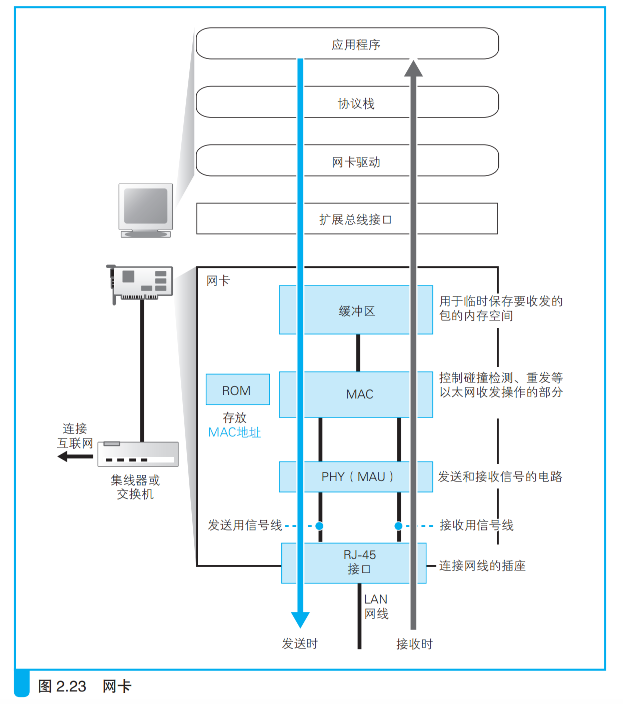 应用程序
协议栈
网卡驱动
扩展总线接口
网卡
缓冲区
用于临时保存要收发的
包的内存空间
ROM
存放
MAC地址
MAC
控制碰撞检测、重发等
以太网收发操作的部分
连接
互联网
集线器或
交换机
PHY（MAU）
发送和接收信号的电路
发送用信号线
接收用信号线
RJ-45
接口
连接网线的插座
LAN
网线
发送时
接收时
图 2.23 网卡